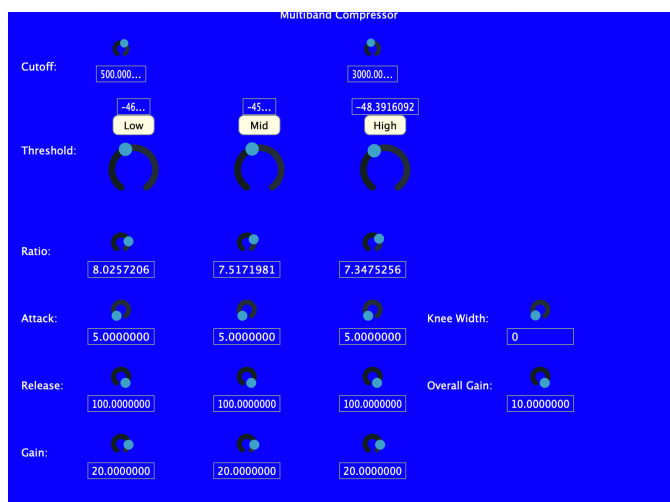 Multiband Compressor
Cutoff:
500.000... 3000.00...
-46... -45... -48.3916092
Low Mid High
Threshold:
Ratio:
8.0257206 7.5171981 7.3475256
Attack: Knee Width:
5.0000000 5.0000000 5.0000000 0
Release: Overall Gain:
100.0000000 100.0000000 100.0000000 10.0000000
Gain:
20.0000000 20.0000000 20.0000000